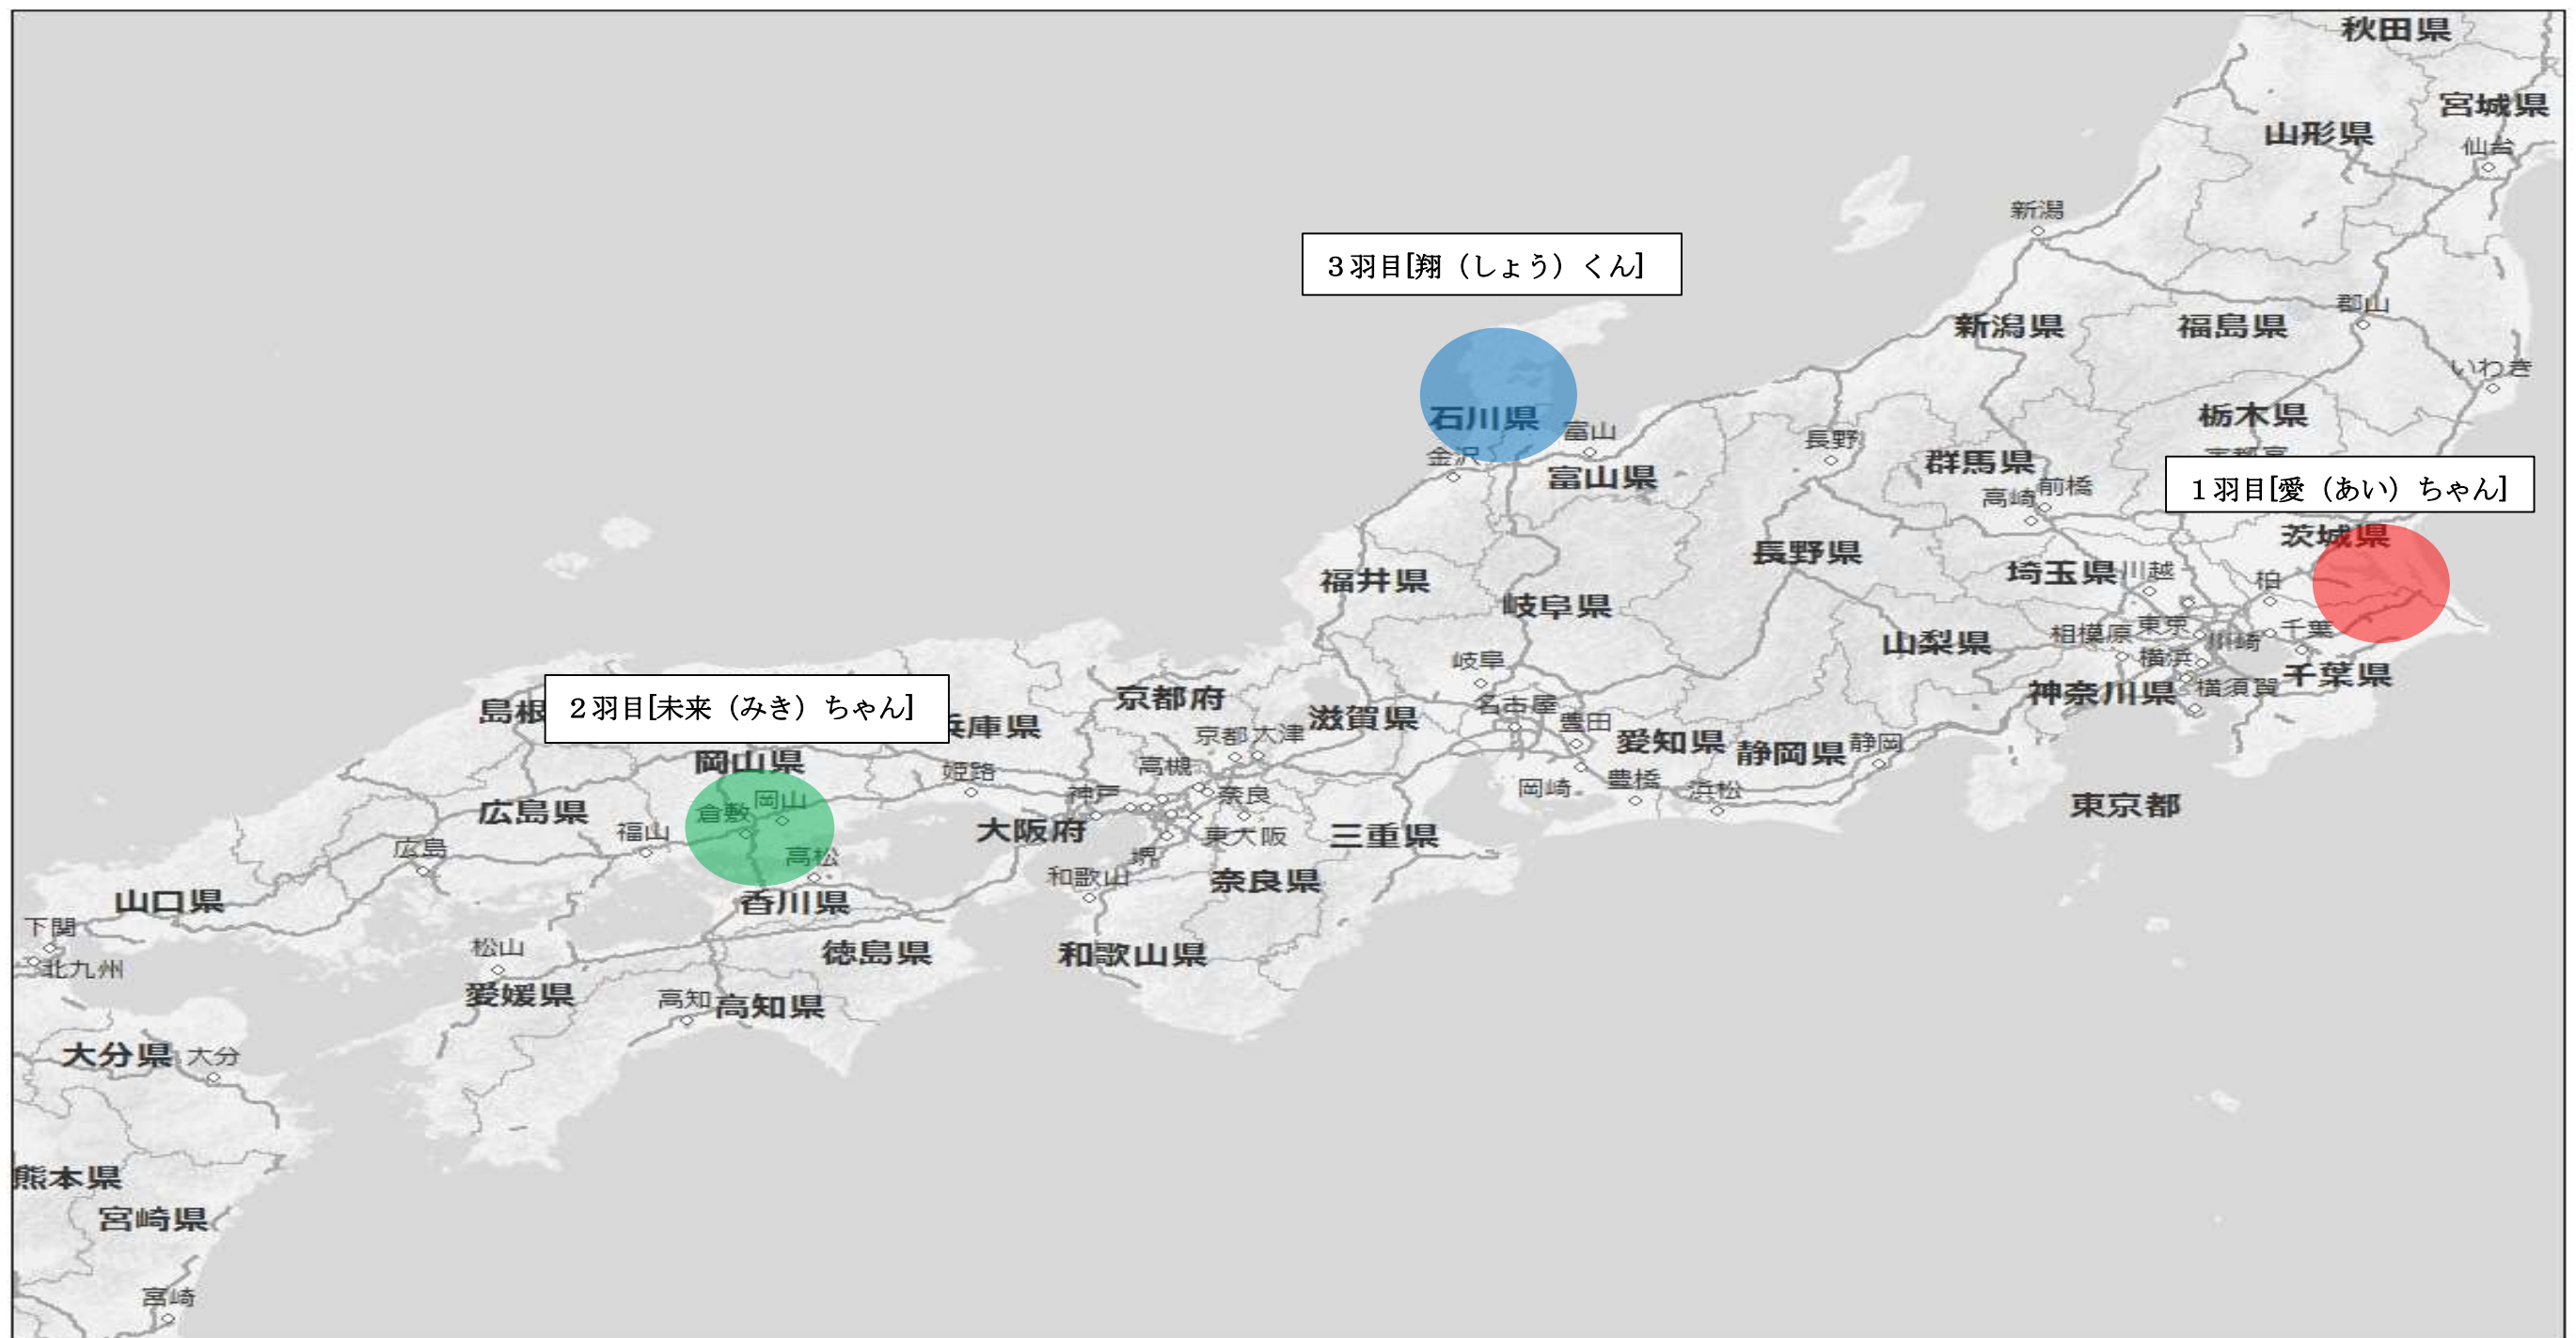 秋田県
宮城県
山形県
仙台
新潟
３羽目[翔（しょう）くん]
郡山
新潟県
福島県
いわき
石川県
栃木県
富山
長野
金沢
群馬県
富山県
前橋
高崎
１羽目[愛（あい）ちゃん]
茨城県
長野県
埼玉県
川越
柏
福井県
岐阜県
相模原
東京
川崎
千葉
山梨県
横浜
岐阜
千葉県
神奈川県
横須賀
島根
２羽目[未来（みき）ちゃん]
兵庫県
京都府
滋賀県
名古屋
豊田
京都
大津
愛知県
静岡県
静岡
岡山県
高槻
姫路
岡崎
豊橋
浜松
神戸
奈良
東京都
倉敷
岡山
広島県
福山
大阪府
東大阪
三重県
広島
高松
堺
和歌山
奈良県
山口県
香川県
下関
松山
徳島県
和歌山県
北九州
愛媛県
高知
高知県
大分県
大分
熊本県
宮崎県
宮崎